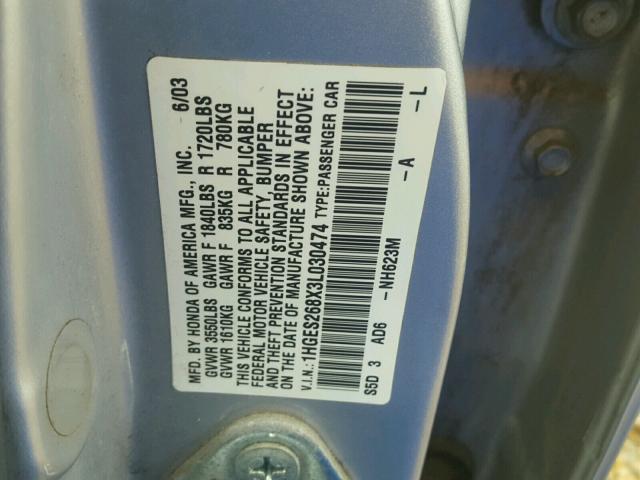 MFD. BY HONDA OF AMERICA MFG., INC. 6/03
GVWR 3550LBS GAWR F 1840LBS R 1720LBS
GVWR 1610KG GAWR F 835KG R 780KG
THIS VEHICLE CONFORMS TO ALL APPLICABLE
FEDERAL MOTOR VEHICLE SAFETY, BUMPER
AND THEFT PREVENTION STANDARDS IN EFFECT
ON THE DATE OF MANUFACTURE SHOWN ABOVE:
V.I.N.:1HGES268X3L030474 TYPE:PASSENGER CAR
S5D 3 AD6 -NH623M -A -L